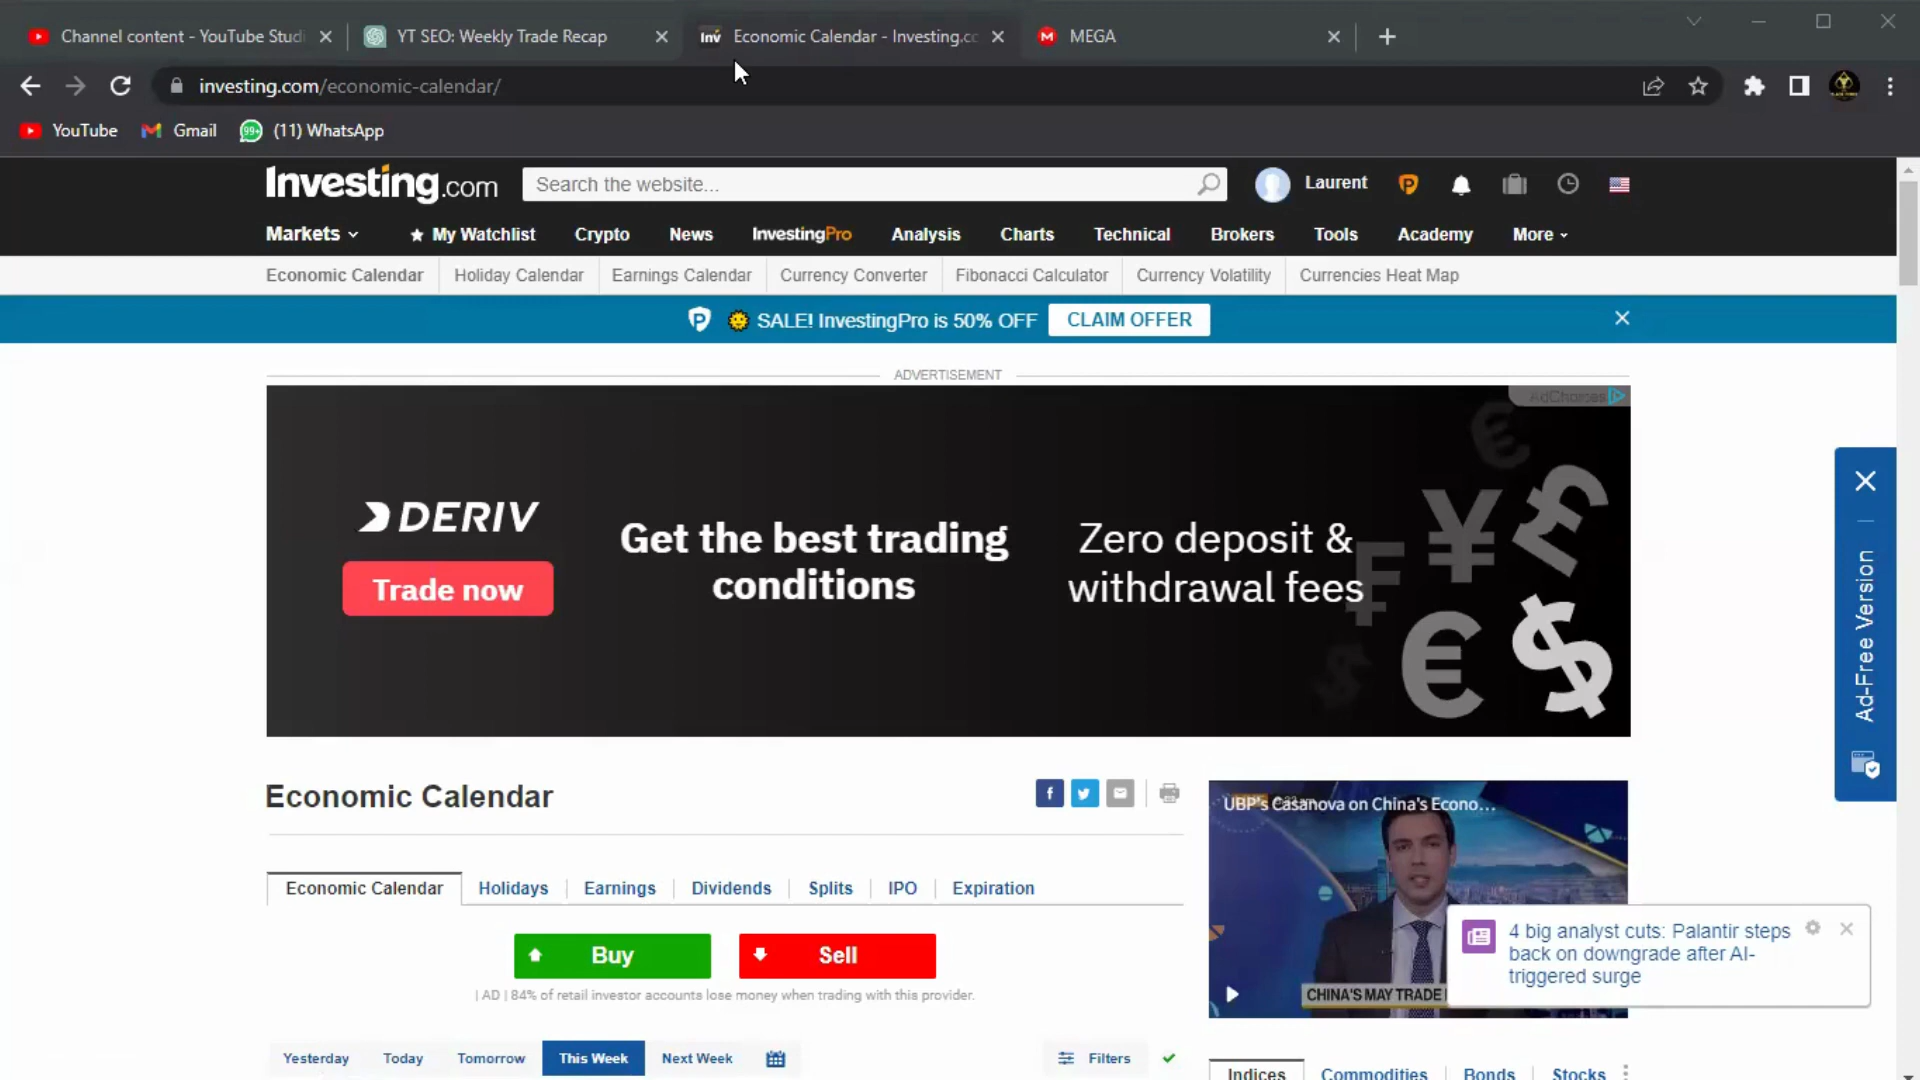 Channel content - YouTube Studi
YT SEO: Weekly Trade Recap
Inv
Economic Calendar - Investing.co
M
MEGA
investing.com/economic-calendar/
YouTube
Gmail
99+
(11) WhatsApp
Investing.com
Search the website...
Laurent
Markets
My Watchlist
Crypto
News
InvestingPro
Analysis
Charts
Technical
Brokers
Tools
Academy
More
Economic Calendar
Holiday Calendar
Earnings Calendar
Currency Converter
Fibonacci Calculator
Currency Volatility
Currencies Heat Map
SALE! InvestingPro is 50% OFF
CLAIM OFFER
ADVERTISEMENT
AdChoices
DERIV
Trade now
Get the best trading
conditions
Zero deposit &
withdrawal fees
Ad-Free Version
Economic Calendar
UBP's Casanova on China's Econo...
Economic Calendar
Holidays
Earnings
Dividends
Splits
IPO
Expiration
Buy
Sell
| AD | 84% of retail investor accounts lose money when trading with this provider.
CHINA'S MAY TRADE
4 big analyst cuts: Palantir steps
back on downgrade after AI-
triggered surge
Yesterday
Today
Tomorrow
This Week
Next Week
Filters
Indices
Commodities
Bonds
Stocks